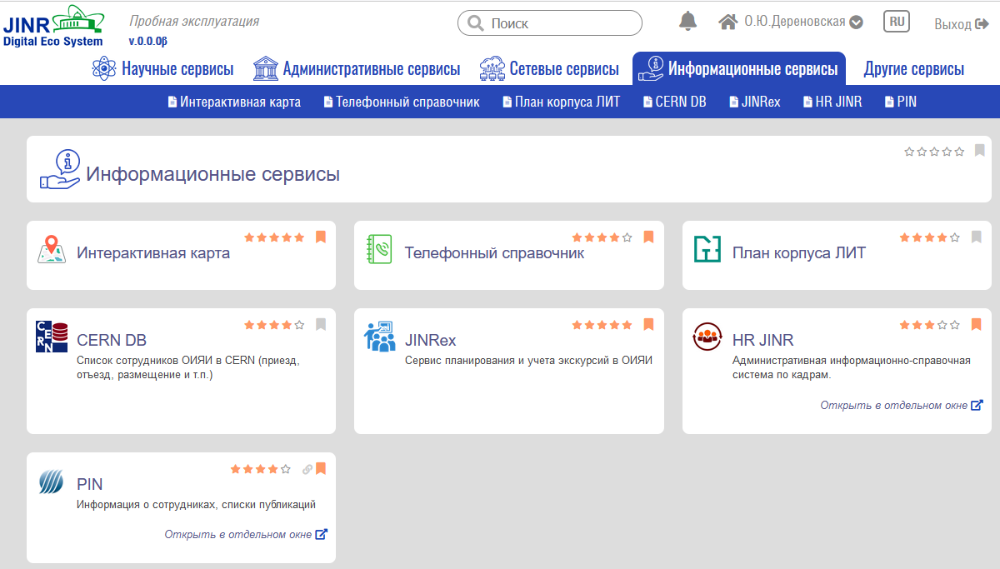 JINR
Digital Eco System
Пробная эксплуатация
v.0.0.0β
Поиск
О.Ю.Дереновская
RU
Выход
Научные сервисы
Административные сервисы
Сетевые сервисы
Информационные сервисы
Другие сервисы
Интерактивная карта
Телефонный справочник
План корпуса ЛИТ
CERN DB
JINRex
HR JINR
PIN
Информационные сервисы
Интерактивная карта
Телефонный справочник
План корпуса ЛИТ
CERN
CERN DB
Список сотрудников ОИЯИ в CERN (приезд,
отъезд, размещение и т.п.)
JINRex
Сервис планирования и учета экскурсий в ОИЯИ
HR JINR
Административная информационно-справочная
система по кадрам.
Открыть в отдельном окне
PIN
Информация о сотрудниках, списки публикаций
Открыть в отдельном окне